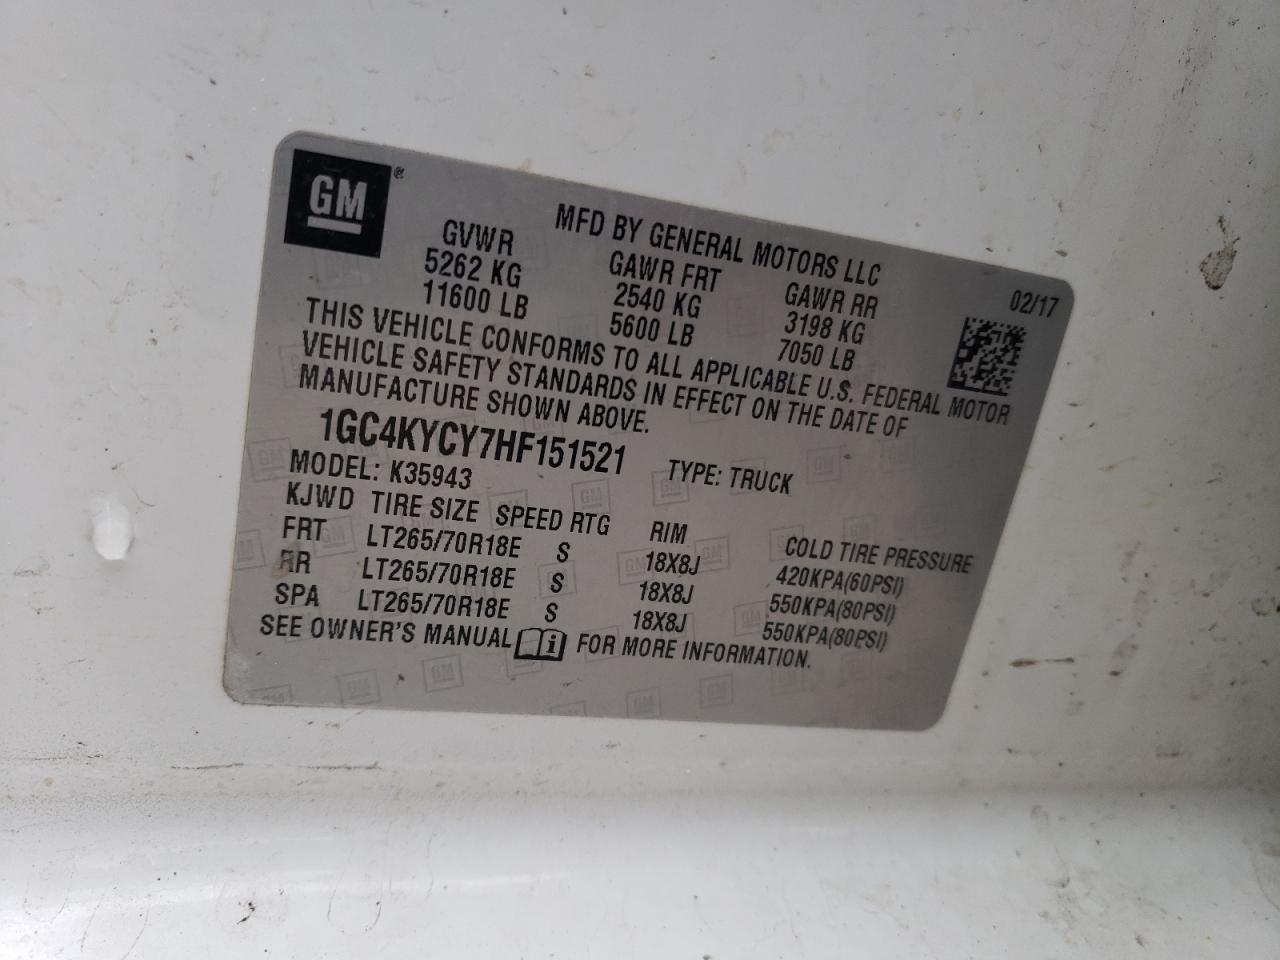 GM ®
MFD BY GENERAL MOTORS LLC 02/17
GVWR GAWR FRT GAWR RR
5262 KG 2540 KG 3198 KG
11600 LB 5600 LB 7050 LB
THIS VEHICLE CONFORMS TO ALL APPLICABLE U.S. FEDERAL MOTOR
VEHICLE SAFETY STANDARDS IN EFFECT ON THE DATE OF
MANUFACTURE SHOWN ABOVE.
1GC4KYCY7HF151521 TYPE: TRUCK
MODEL: K35943
KJWD TIRE SIZE SPEED RTG RIM COLD TIRE PRESSURE
FRT LT265/70R18E S 18X8J 420KPA(60PSI)
RR LT265/70R18E S 18X8J 550KPA(80PSI)
SPA LT265/70R18E S 18X8J 550KPA(80PSI)
SEE OWNER'S MANUAL i FOR MORE INFORMATION.